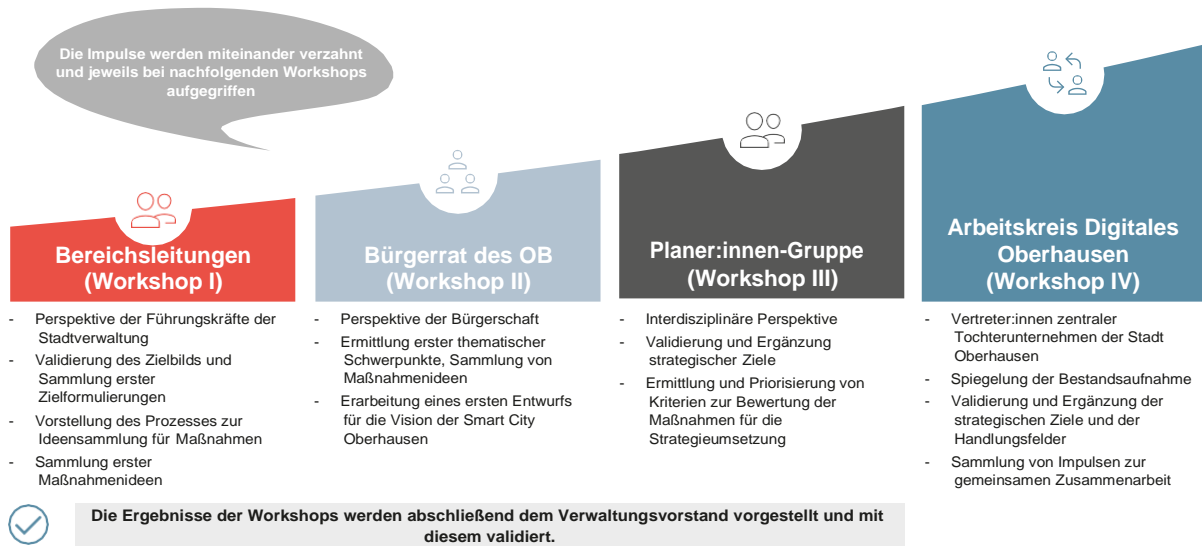 Die Impulse werden miteinander verzahnt
und jeweils bei nachfolgenden Workshops
aufgegriffen
Bereichsleitungen
(Workshop I)
- Perspektive der Führungskräfte der
Stadtverwaltung
- Validierung des Zielbilds und
Sammlung erster
Zielformulierungen
- Vorstellung des Prozesses zur
Ideensammlung für Maßnahmen
- Sammlung erster
Maßnahmenideen
Bürgerrat des OB
(Workshop II)
- Perspektive der Bürgerschaft
- Ermittlung erster thematischer
Schwerpunkte, Sammlung von
Maßnahmenideen
- Erarbeitung eines ersten Entwurfs
für die Vision der Smart City
Oberhausen
Planer:innen-Gruppe
(Workshop III)
- Interdisziplinäre Perspektive
- Validierung und Ergänzung
strategischer Ziele
- Ermittlung und Priorisierung von
Kriterien zur Bewertung der
Maßnahmen für die
Strategieumsetzung
Arbeitskreis Digitales
Oberhausen
(Workshop IV)
- Vertreter:innen zentraler
Tochterunternehmen der Stadt
Oberhausen
- Spiegelung der Bestandsaufnahme
- Validierung und Ergänzung der
strategischen Ziele und der
Handlungsfelder
- Sammlung von Impulsen zur
gemeinsamen Zusammenarbeit
Die Ergebnisse der Workshops werden abschließend dem Verwaltungsvorstand vorgestellt und mit
diesem validiert.